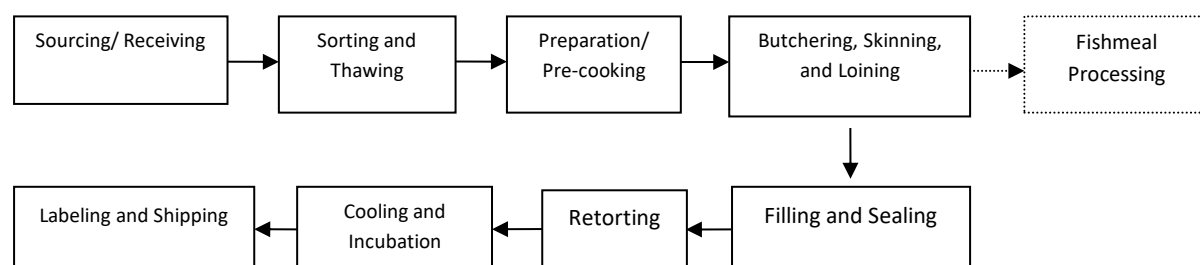 Sourcing/ Receiving
Sorting and
Thawing
Preparation/
Pre-cooking
Butchering, Skinning,
and Loining
Fishmeal
Processing
Filling and Sealing
Retorting
Cooling and
Incubation
Labeling and Shipping